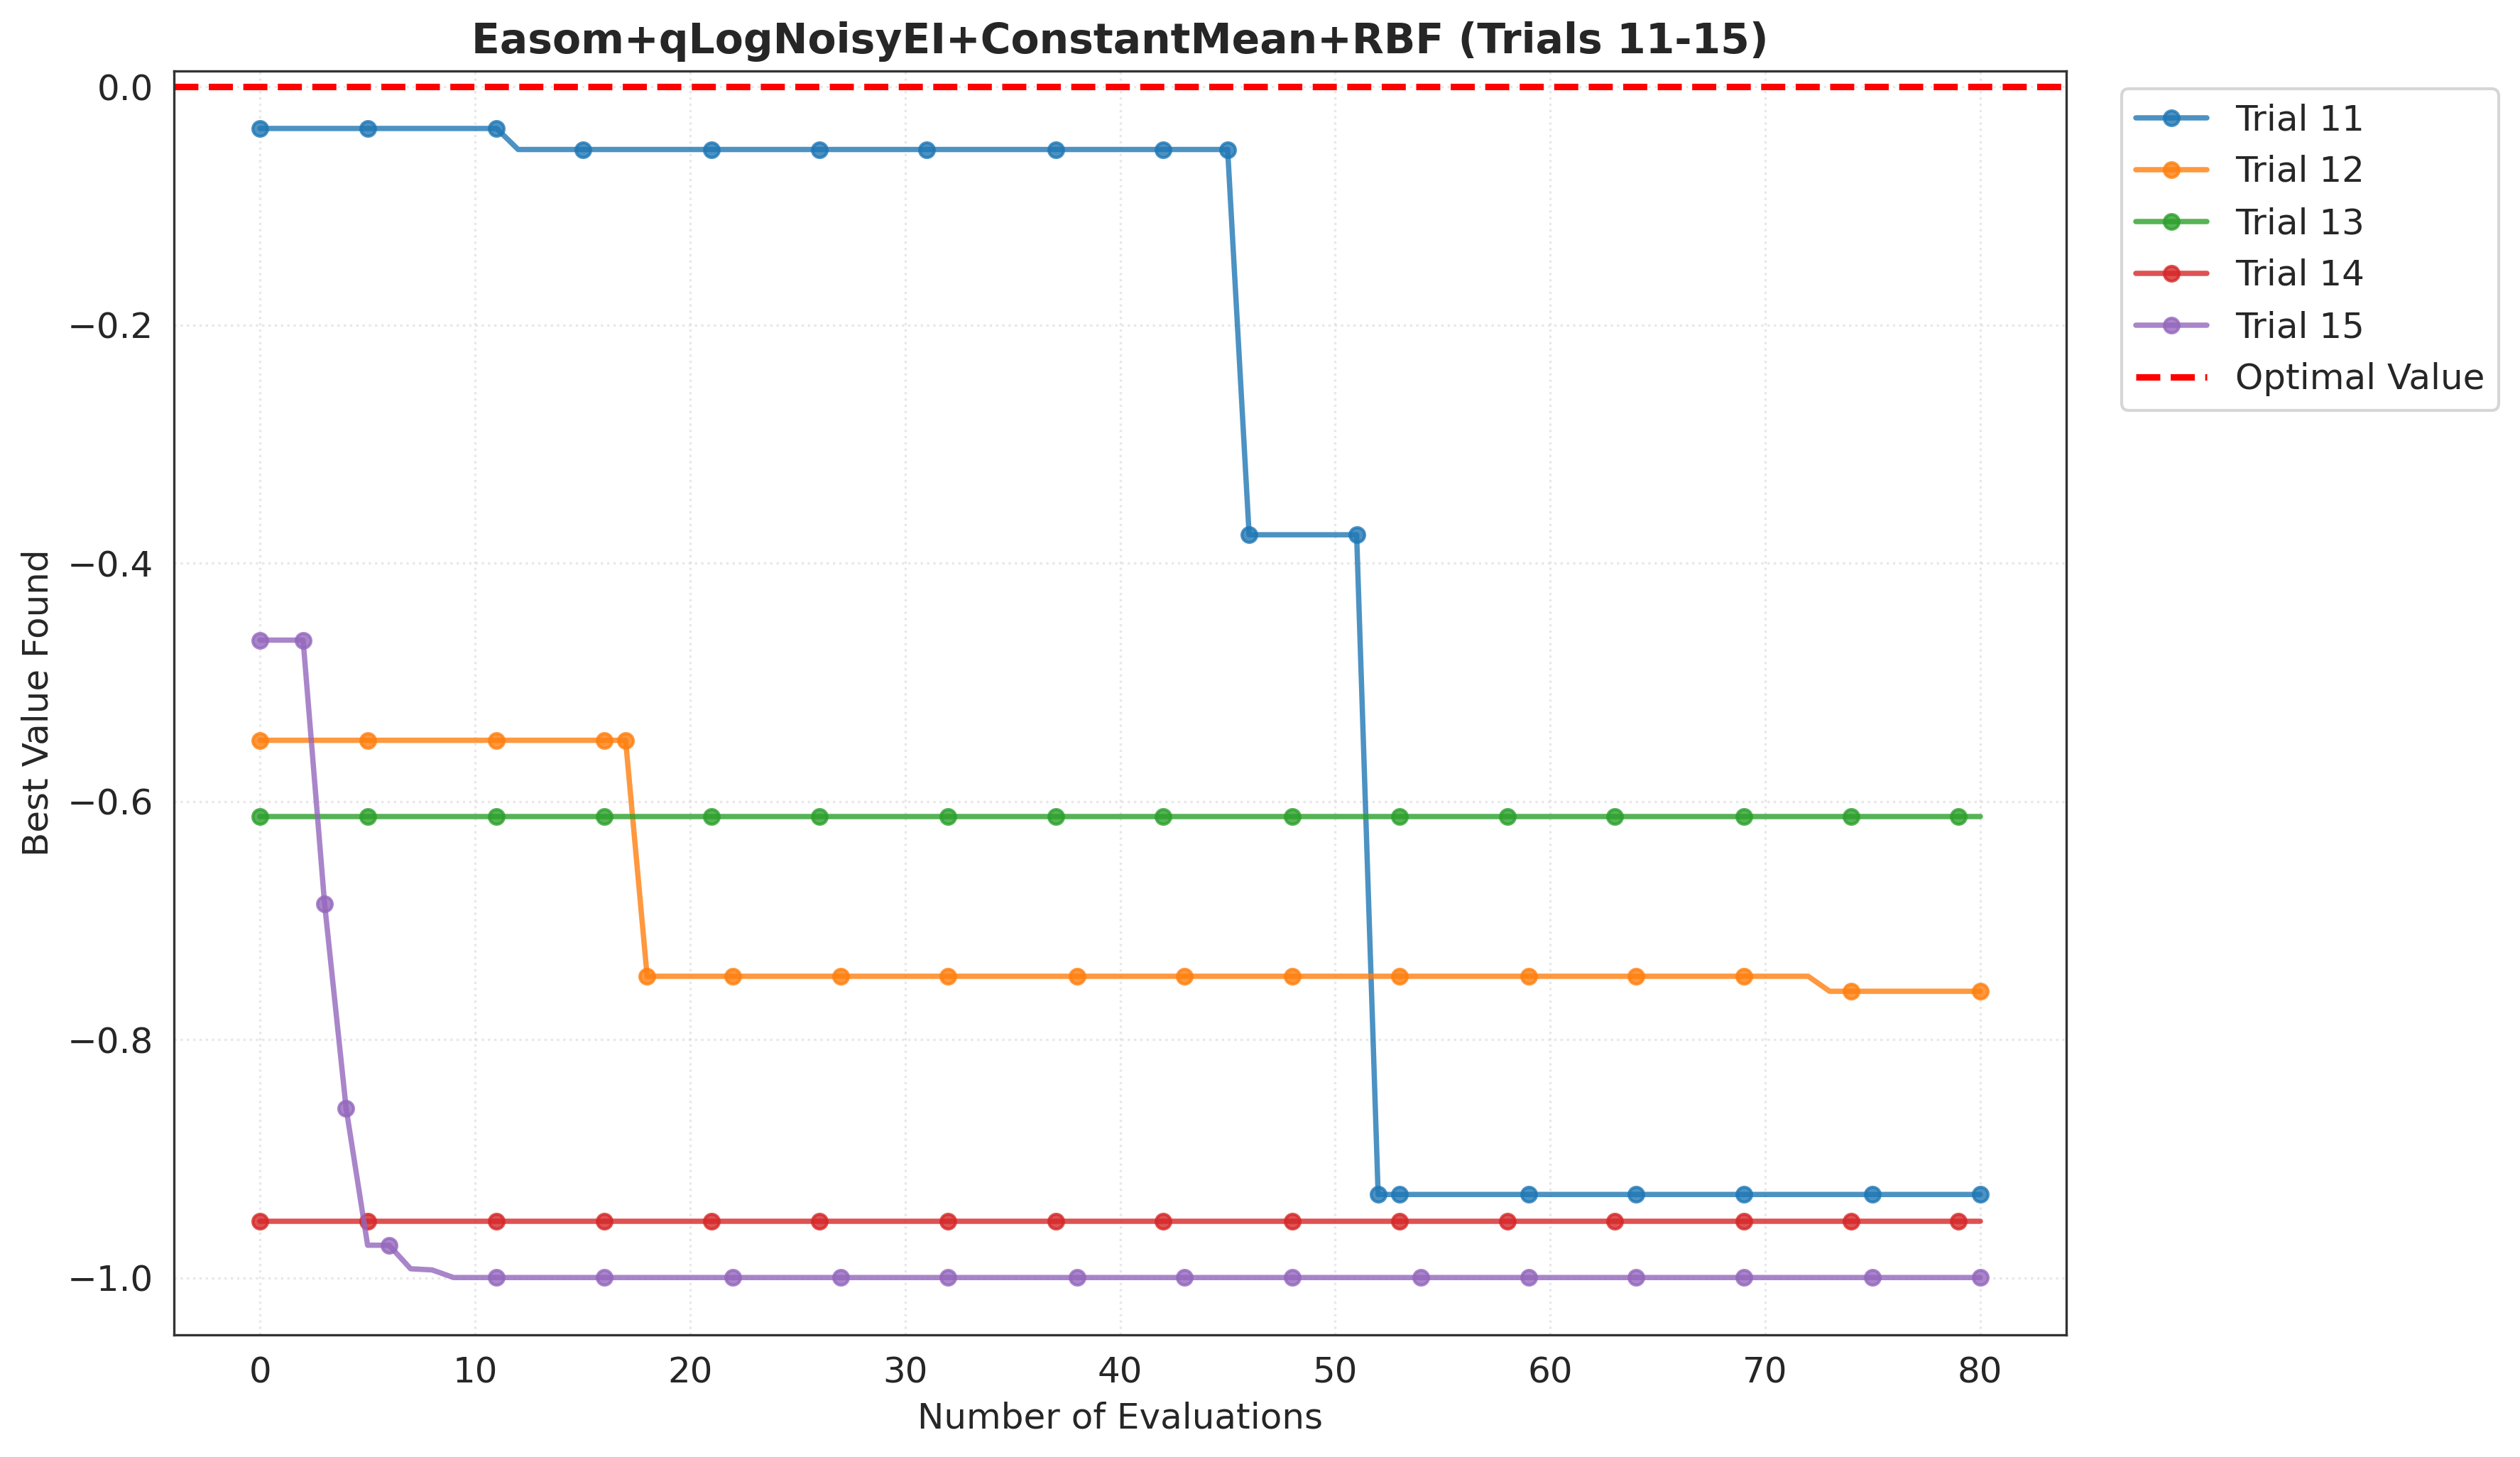 Easom+qLogNoisyEI+ConstantMean+RBF (Trials 11-15)
0.0
−0.2
−0.4
−0.6
−0.8
−1.0
Best Value Found
0 10 20 30 40 50 60 70 80
Number of Evaluations
Trial 11
Trial 12
Trial 13
Trial 14
Trial 15
Optimal Value